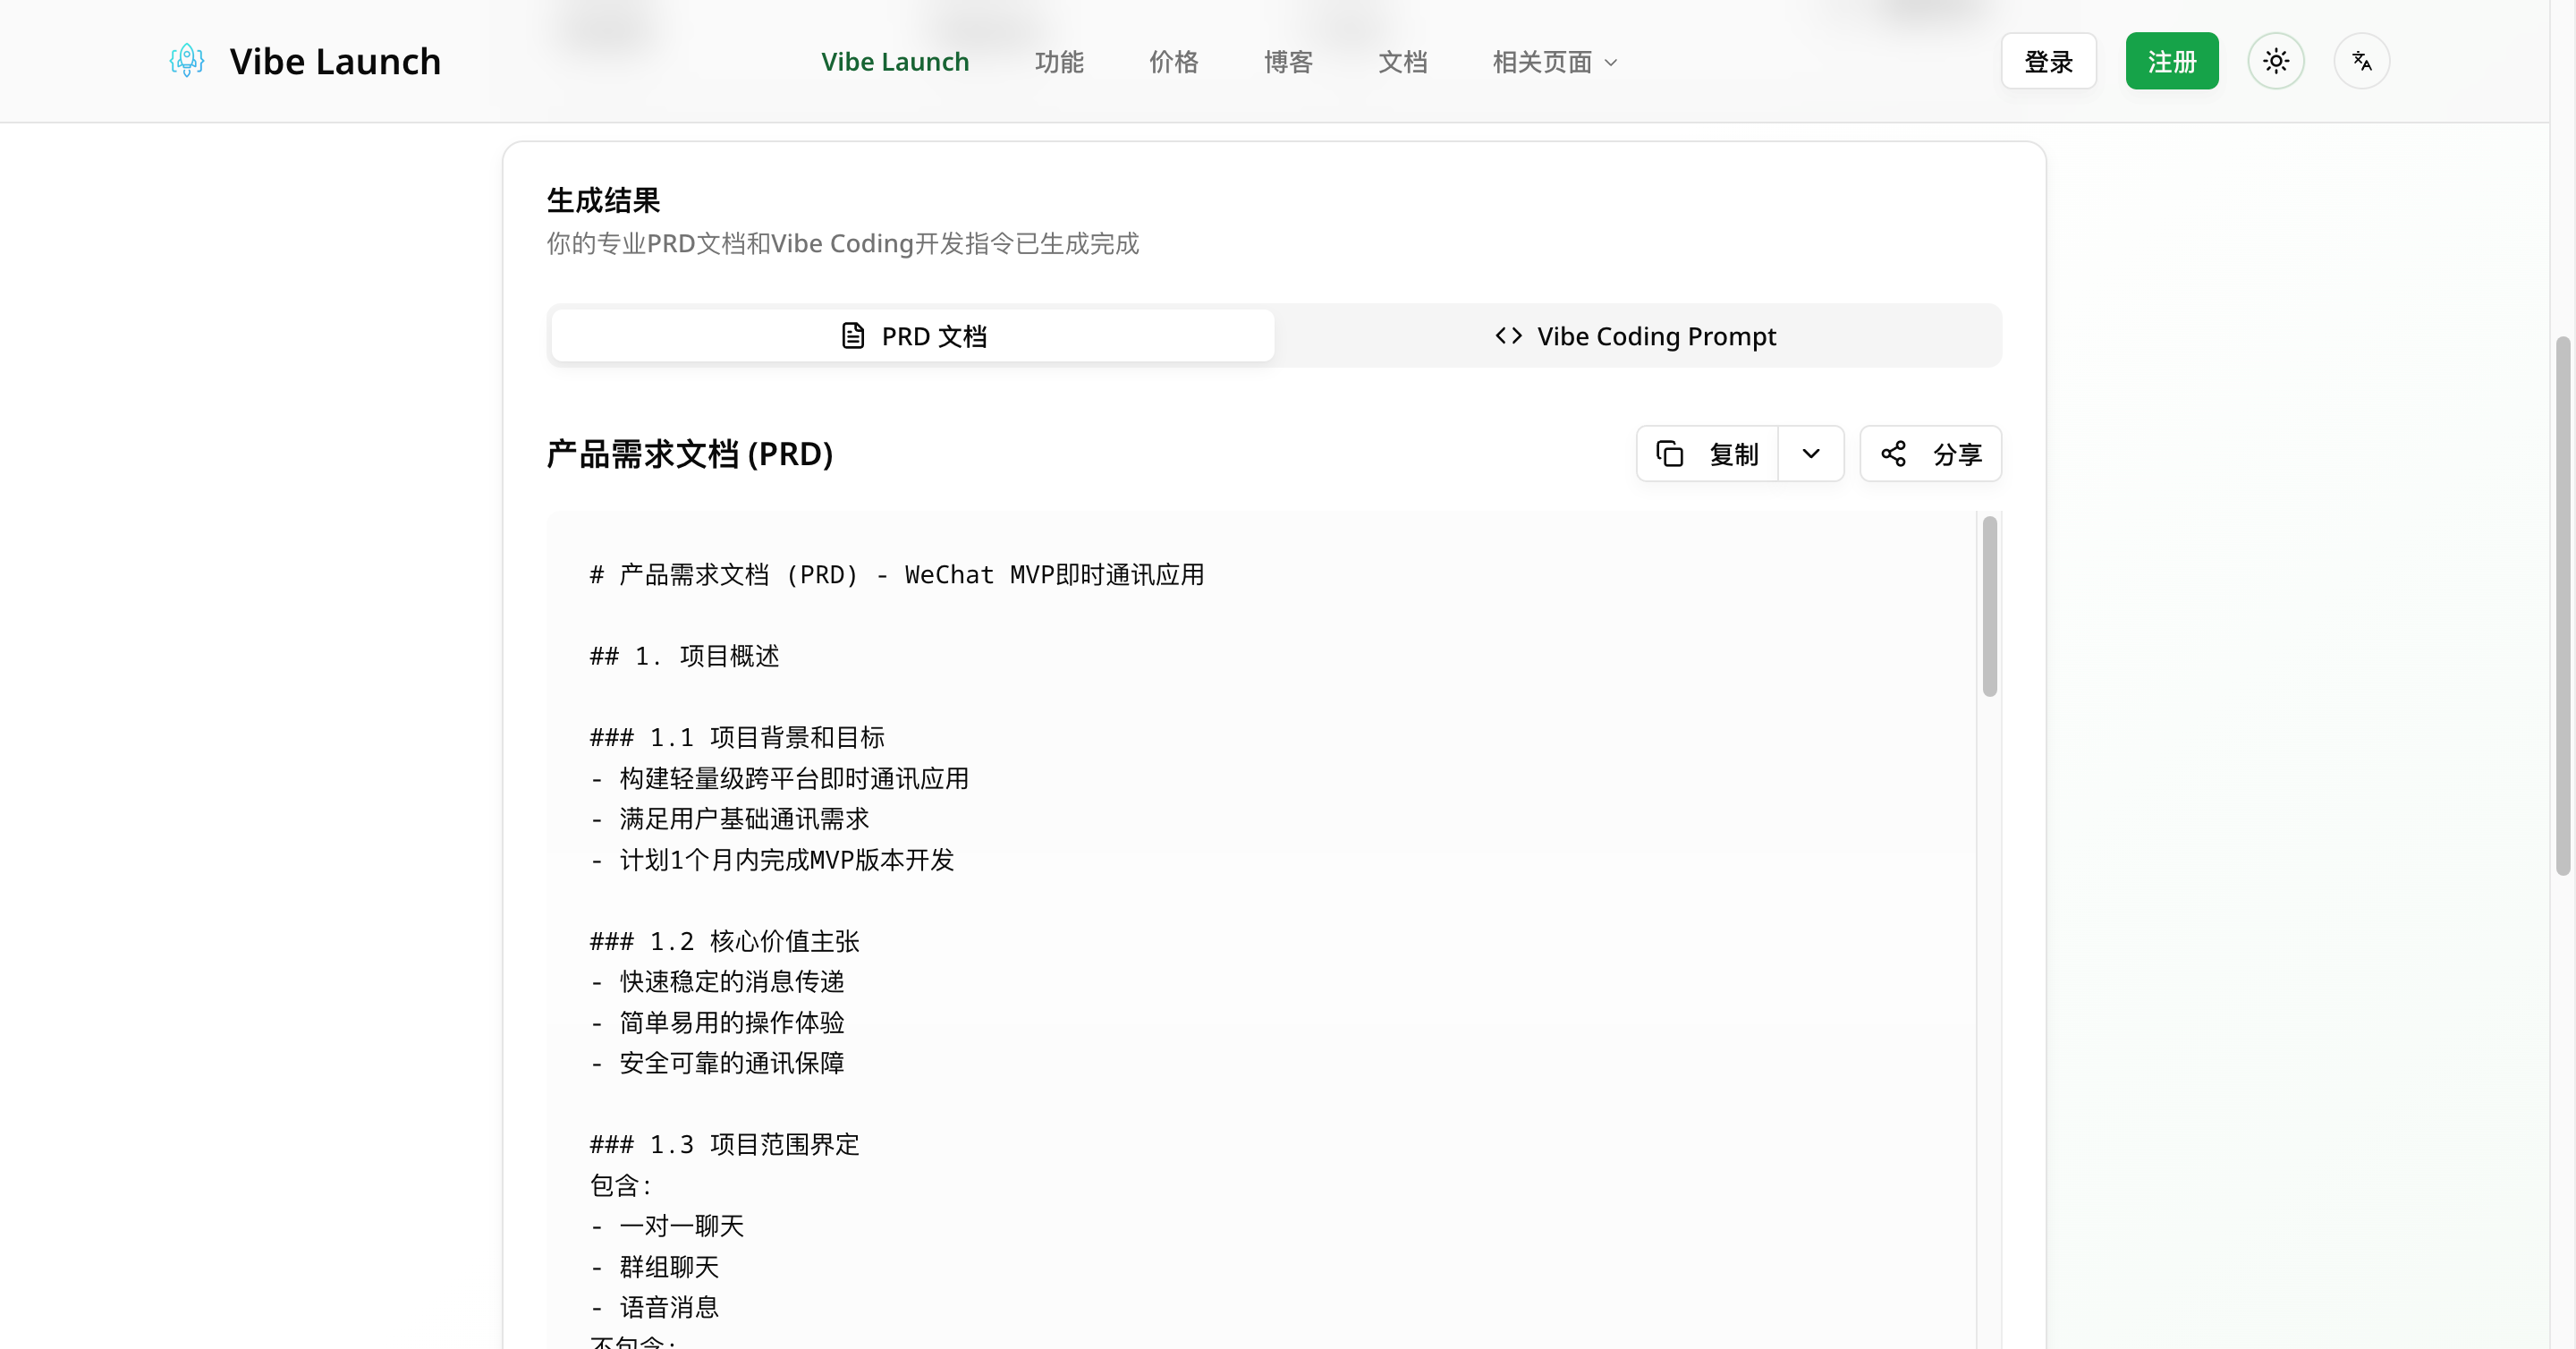 Vibe Launch
Vibe Launch 功能 价格 博客 文档 相关页面
登录 注册
生成结果
你的专业PRD文档和Vibe Coding开发指令已生成完成
PRD 文档
Vibe Coding Prompt
产品需求文档 (PRD)
复制
分享
# 产品需求文档 (PRD) - WeChat MVP即时通讯应用
## 1. 项目概述
### 1.1 项目背景和目标
- 构建轻量级跨平台即时通讯应用
- 满足用户基础通讯需求
- 计划1个月内完成MVP版本开发
### 1.2 核心价值主张
- 快速稳定的消息传递
- 简单易用的操作体验
- 安全可靠的通讯保障
### 1.3 项目范围界定
包含:
- 一对一聊天
- 群组聊天
- 语音消息
不包含: